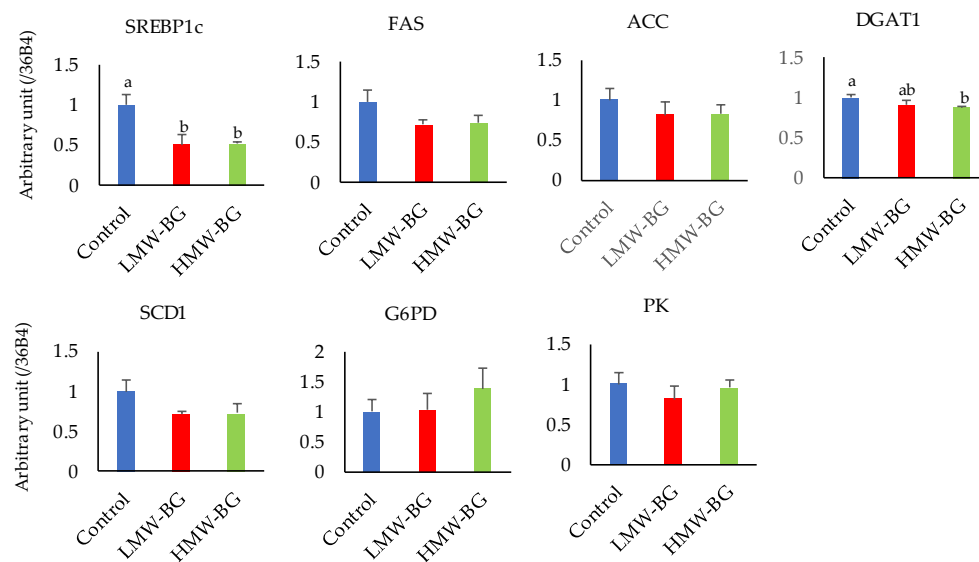 SREBP1c
Arbitrary unit (/36B4)
1.5
1
0.5
0
a
b
b
Control
LMW-BG
HMW-BG
FAS
1.5
1
0.5
0
Control
LMW-BG
HMW-BG
ACC
1.5
1
0.5
0
Control
LMW-BG
HMW-BG
DGAT1
1.5
1
0.5
0
a
ab
b
Control
LMW-BG
HMW-BG
SCD1
Arbitrary unit (/36B4)
1.5
1
0.5
0
Control
LMW-BG
HMW-BG
G6PD
2
1.5
1
0.5
0
Control
LMW-BG
HMW-BG
PK
1.5
1
0.5
0
Control
LMW-BG
HMW-BG